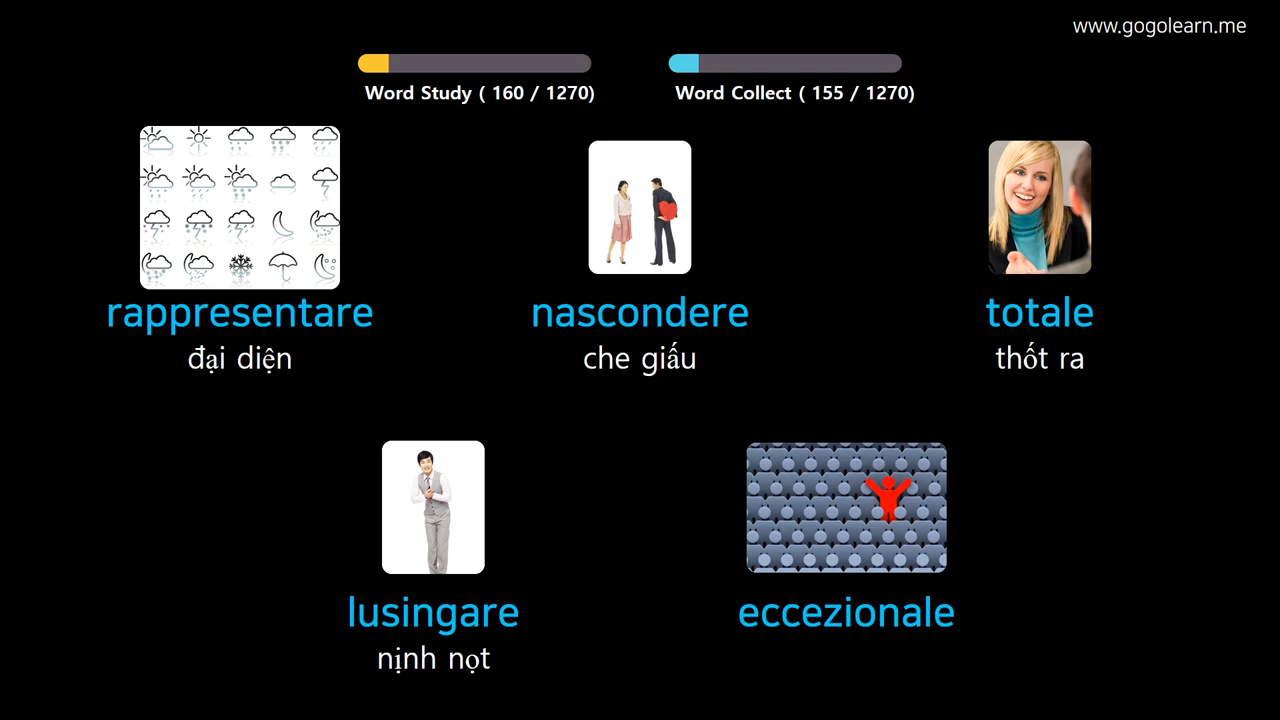 www.gogolearn.me
Word Study ( 160 / 1270)
Word Collect ( 155 / 1270)
rappresentare
đại diện
nascondere
che giấu
totale
thốt ra
lusingare
nịnh nọt
eccezionale